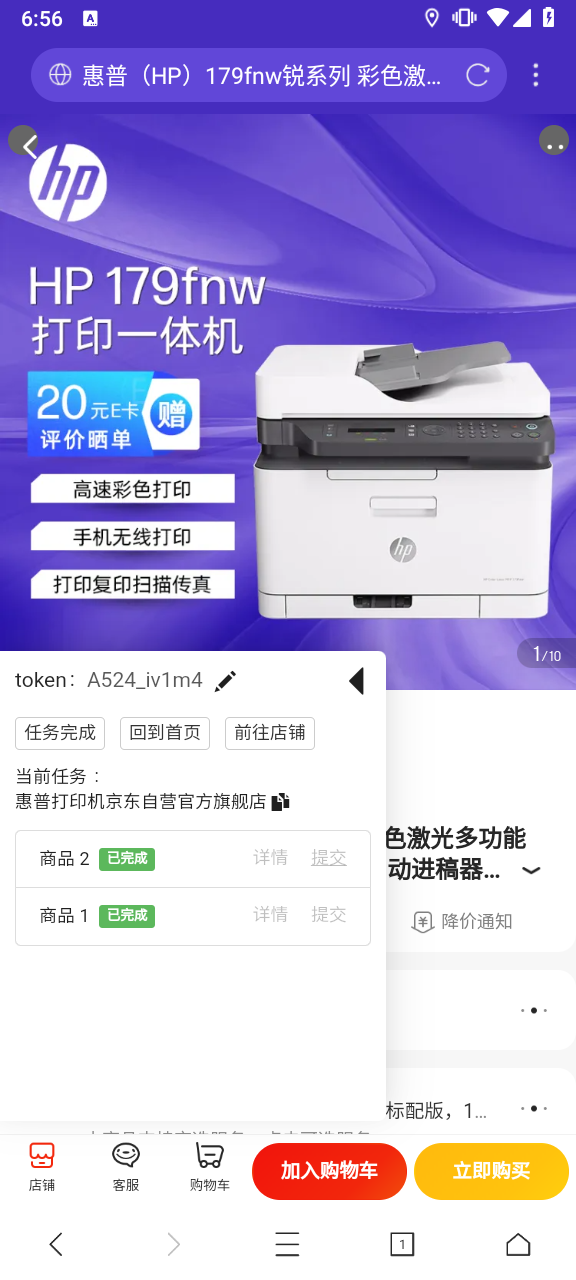 6:56
A
惠普（HP）179fnw锐系列 彩色激...
hp
HP 179fnw
打印一体机
20元E卡
评价晒单
赠
高速彩色打印
手机无线打印
打印复印扫描传真
hp
1/10
token： A524_iv1m4
任务完成 回到首页 前往店铺
当前任务：
惠普打印机京东自营官方旗舰店
商品 2 已完成 详情 提交
商品 1 已完成 详情 提交
色激光多功能
动进稿器...
降价通知
标配版，1...
店铺 客服 购物车 加入购物车 立即购买
1